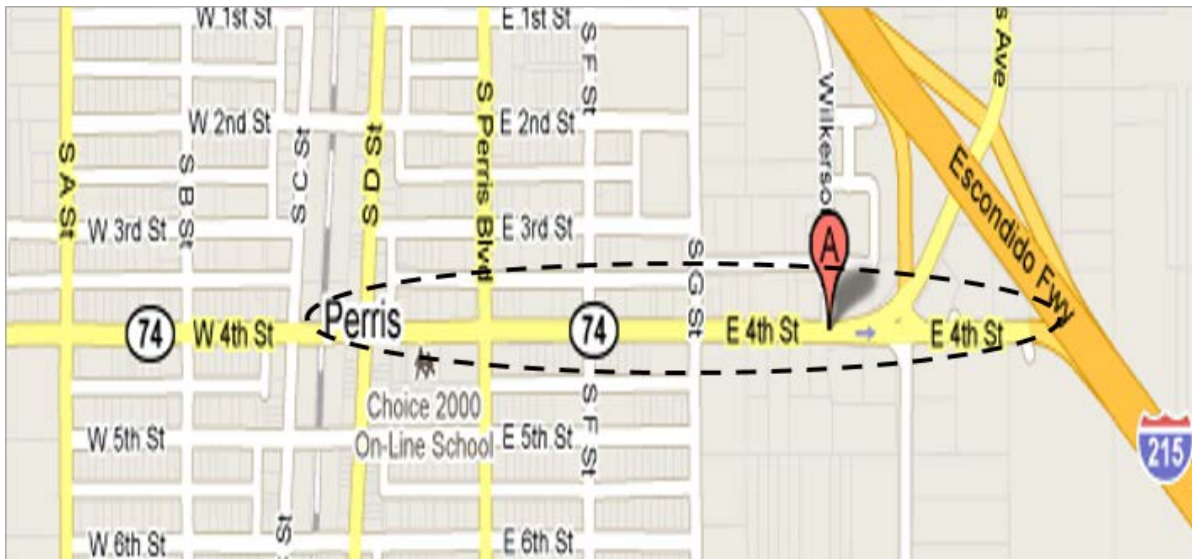 W 1st St
E 1st St
S F St
s Ave
W 2nd St
E 2nd St
S A St
S B St
S C St
S D St
S Perris Blvd
Wilkerso
Escondido Fwy
W 3rd St
E 3rd St
S G St
A
74
W 4th St
Perris
74
E 4th St
E 4th St
Choice 2000
On-Line School
W 5th St
E 5th St
S F St
215
St
W 6th St
E 6th St